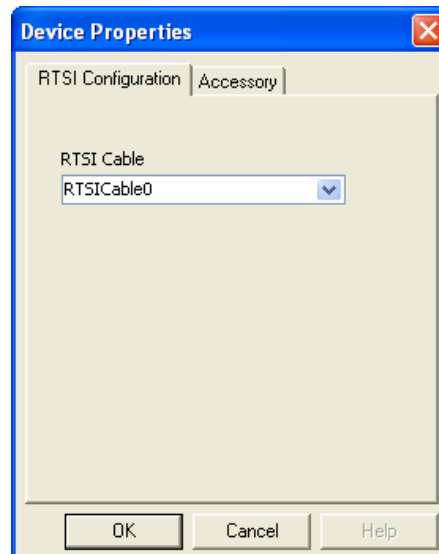 Device Properties
RTSI Configuration Accessory
RTSI Cable
RTSICable0
OK Cancel Help